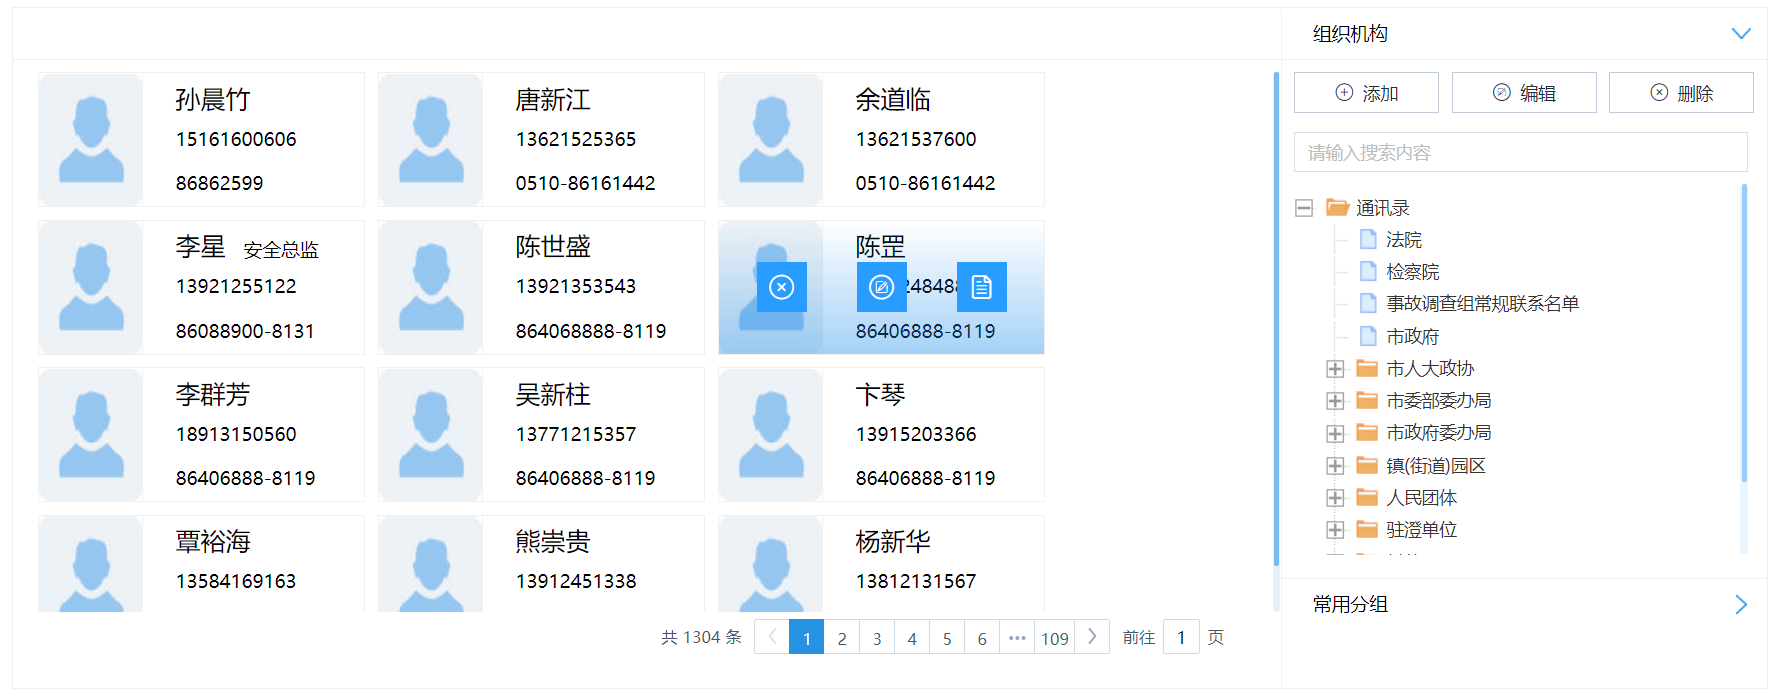 孙晨竹
15161600606
86862599
唐新江
13621525365
0510-86161442
余道临
13621537600
0510-86161442
李星 安全总监
13921255122
86088900-8131
陈世盛
13921353543
864068888-8119
陈罡
86406888-8119
李群芳
18913150560
86406888-8119
吴新柱
13771215357
86406888-8119
卞琴
13915203366
86406888-8119
覃裕海
13584169163
熊崇贵
13912451338
杨新华
13812131567
共 1304 条 1 2 3 4 5 6 ••• 109 前往 1 页
组织机构
添加 编辑 删除
请输入搜索内容
通讯录
法院
检察院
事故调查组常规联系名单
市政府
市人大政协
市委部委办局
市政府委办局
镇(街道)园区
人民团体
驻澄单位
常用分组